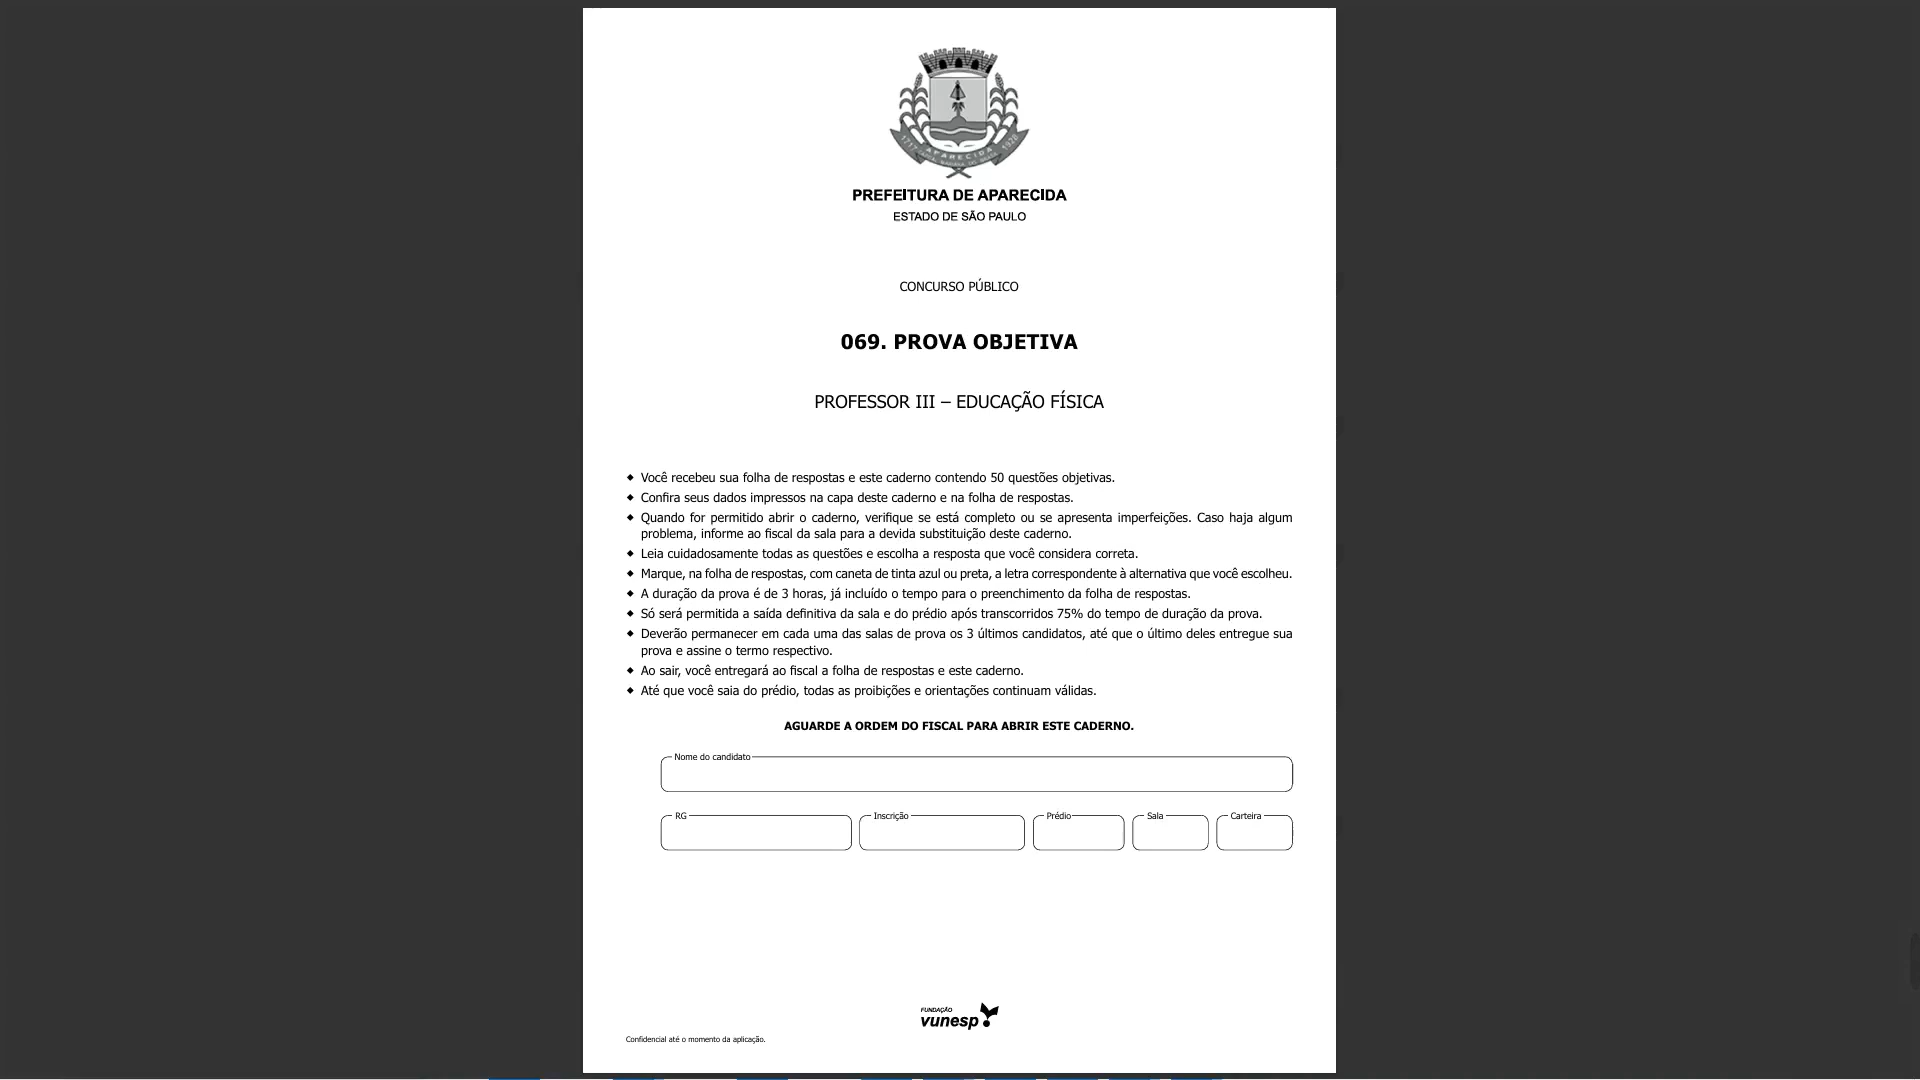 1717 APARECIDA 1928
PREFEITURA DE APARECIDA
ESTADO DE SÃO PAULO
CONCURSO PÚBLICO
069. PROVA OBJETIVA
PROFESSOR III – EDUCAÇÃO FÍSICA
◆ Você recebeu sua folha de respostas e este caderno contendo 50 questões objetivas.
◆ Confira seus dados impressos na capa deste caderno e na folha de respostas.
◆ Quando for permitido abrir o caderno, verifique se está completo ou se apresenta imperfeições. Caso haja algum
problema, informe ao fiscal da sala para a devida substituição deste caderno.
◆ Leia cuidadosamente todas as questões e escolha a resposta que você considera correta.
◆ Marque, na folha de respostas, com caneta de tinta azul ou preta, a letra correspondente à alternativa que você escolheu.
◆ A duração da prova é de 3 horas, já incluído o tempo para o preenchimento da folha de respostas.
◆ Só será permitida a saída definitiva da sala e do prédio após transcorridos 75% do tempo de duração da prova.
◆ Deverão permanecer em cada uma das salas de prova os 3 últimos candidatos, até que o último deles entregue sua
prova e assine o termo respectivo.
◆ Ao sair, você entregará ao fiscal a folha de respostas e este caderno.
◆ Até que você saia do prédio, todas as proibições e orientações continuam válidas.
AGUARDE A ORDEM DO FISCAL PARA ABRIR ESTE CADERNO.
Nome do candidato
RG Inscrição Prédio Sala Carteira
FUNDAÇÃO
vunesp
Confidencial até o momento da aplicação.